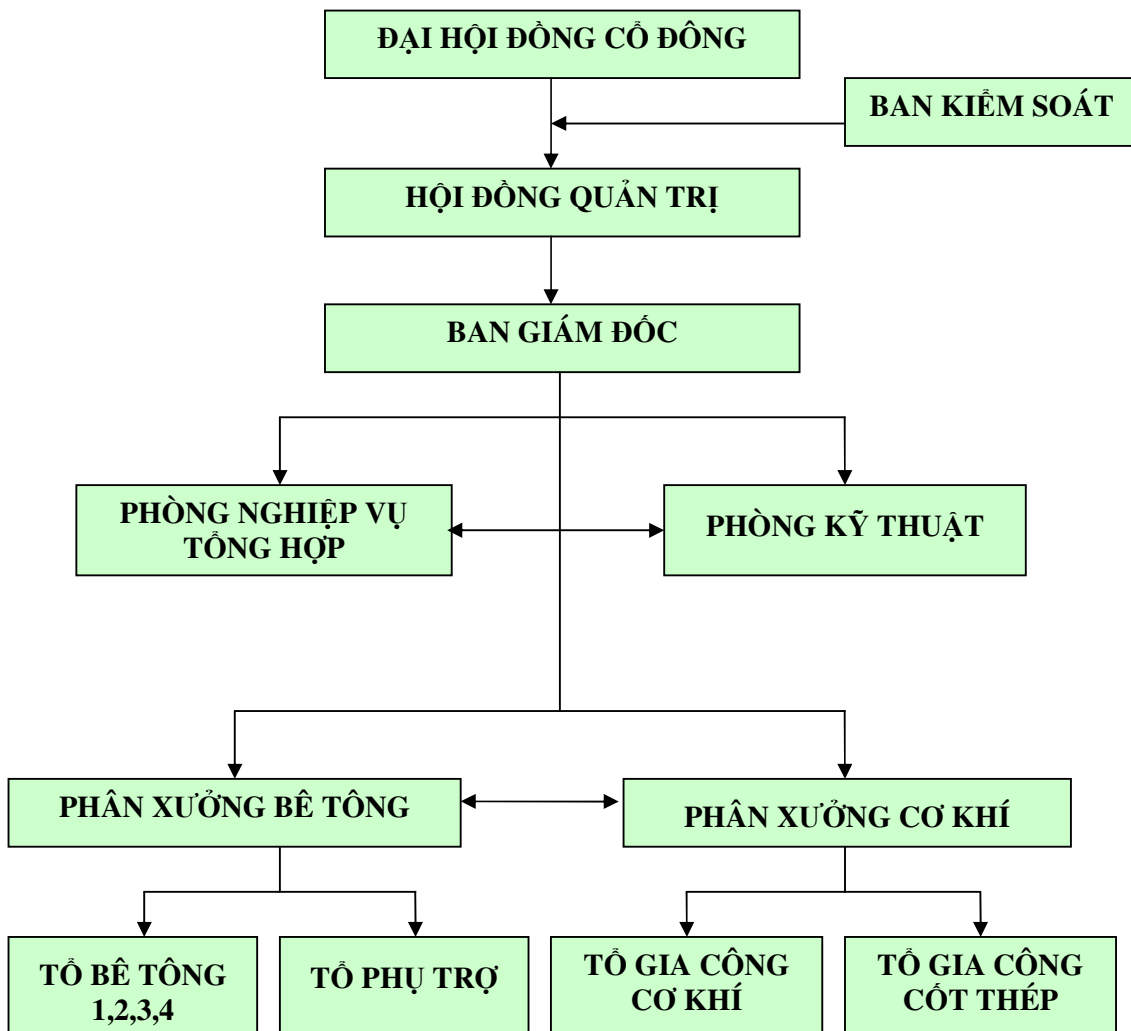 ĐẠI HỘI ĐỒNG CỔ ĐÔNG
BAN KIỂM SOÁT
HỘI ĐỒNG QUẢN TRỊ
BAN GIÁM ĐỐC
PHÒNG NGHIỆP VỤ
TỔNG HỢP
PHÒNG KỸ THUẬT
PHÂN XƯỞNG BÊ TÔNG
PHÂN XƯỞNG CƠ KHÍ
TỔ BÊ TÔNG
1,2,3,4
TỔ PHỤ TRỢ
TỔ GIA CÔNG
CƠ KHÍ
TỔ GIA CÔNG
CỐT THÉP